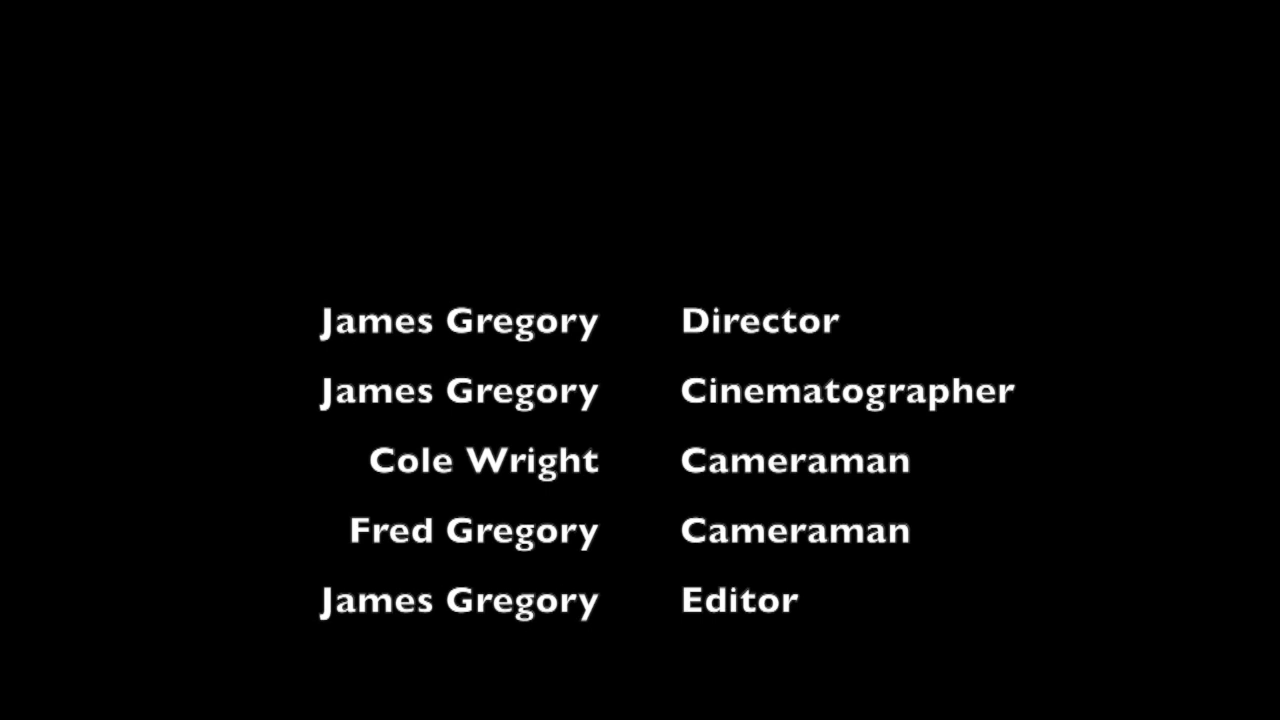 James Gregory Director
James Gregory Cinematographer
Cole Wright Cameraman
Fred Gregory Cameraman
James Gregory Editor